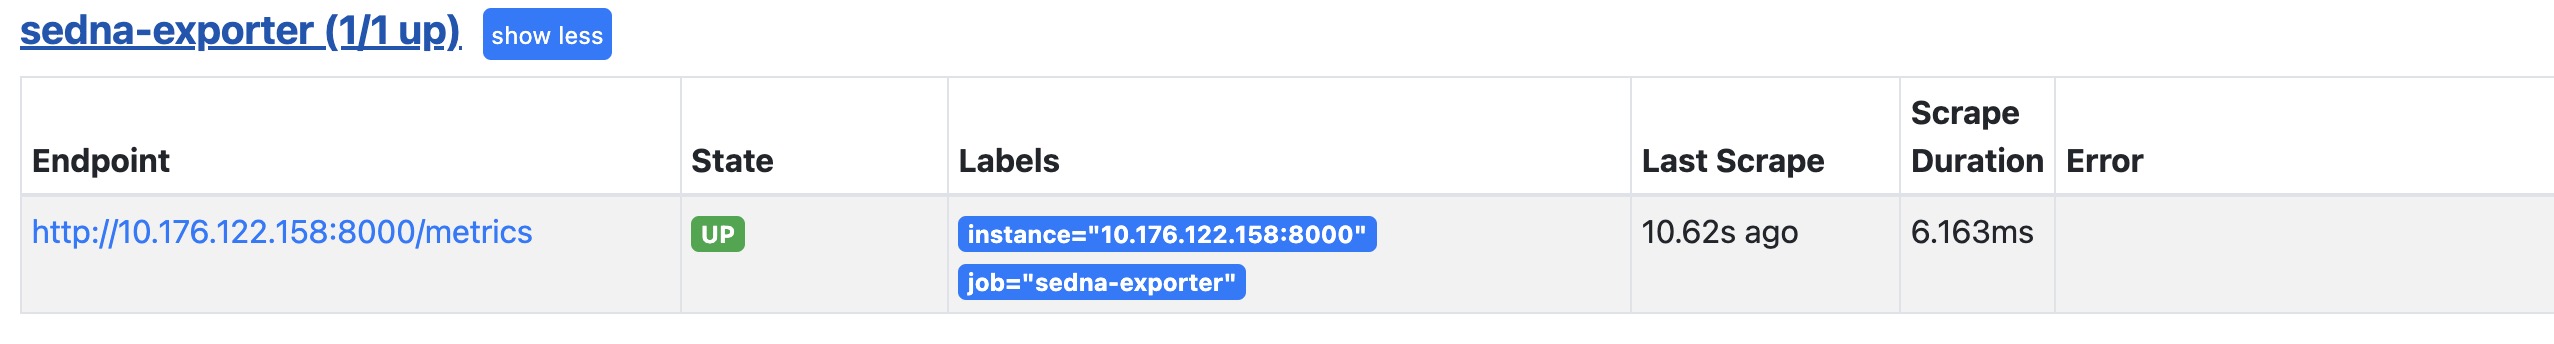 sedna-exporter (1/1 up) show less
Endpoint State Labels Last Scrape Scrape Duration Error
http://10.176.122.158:8000/metrics UP instance="10.176.122.158:8000" 10.62s ago 6.163ms
job="sedna-exporter"